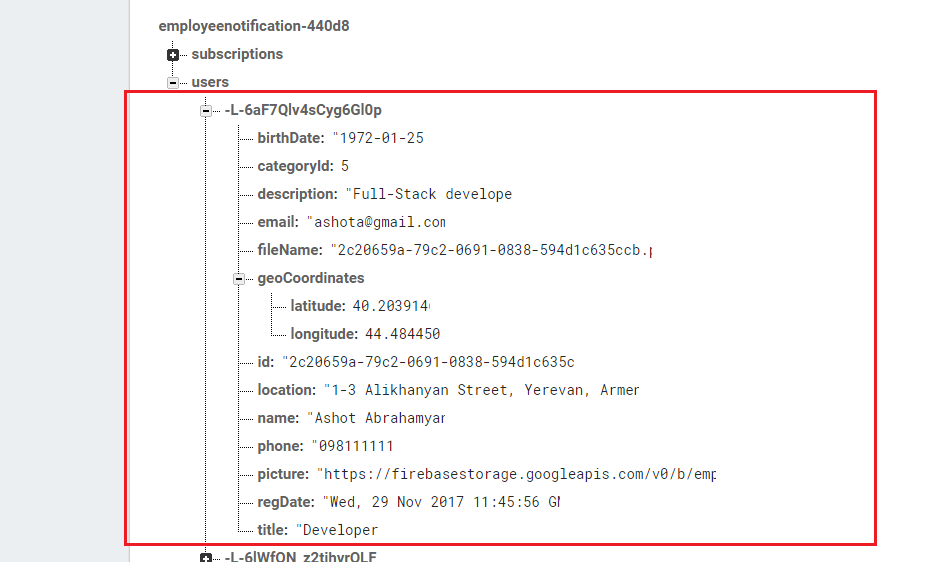 employeenotification-440d8
subscriptions
users
-L-6aF7Qlv4sCyg6Gl0p
birthDate: "1972-01-25
categoryId: 5
description: "Full-Stack develope
email: "ashota@gmail.com
fileName: "2c20659a-79c2-0691-0838-594d1c635ccb.p
geoCoordinates
latitude: 40.203914
longitude: 44.484450
id: "2c20659a-79c2-0691-0838-594d1c635c
location: "1-3 Alikhanyan Street, Yerevan, Armen
name: "Ashot Abrahamyan
phone: "098111111
picture: "https://firebasestorage.googleapis.com/v0/b/emp
regDate: "Wed, 29 Nov 2017 11:45:56 GM
title: "Developer